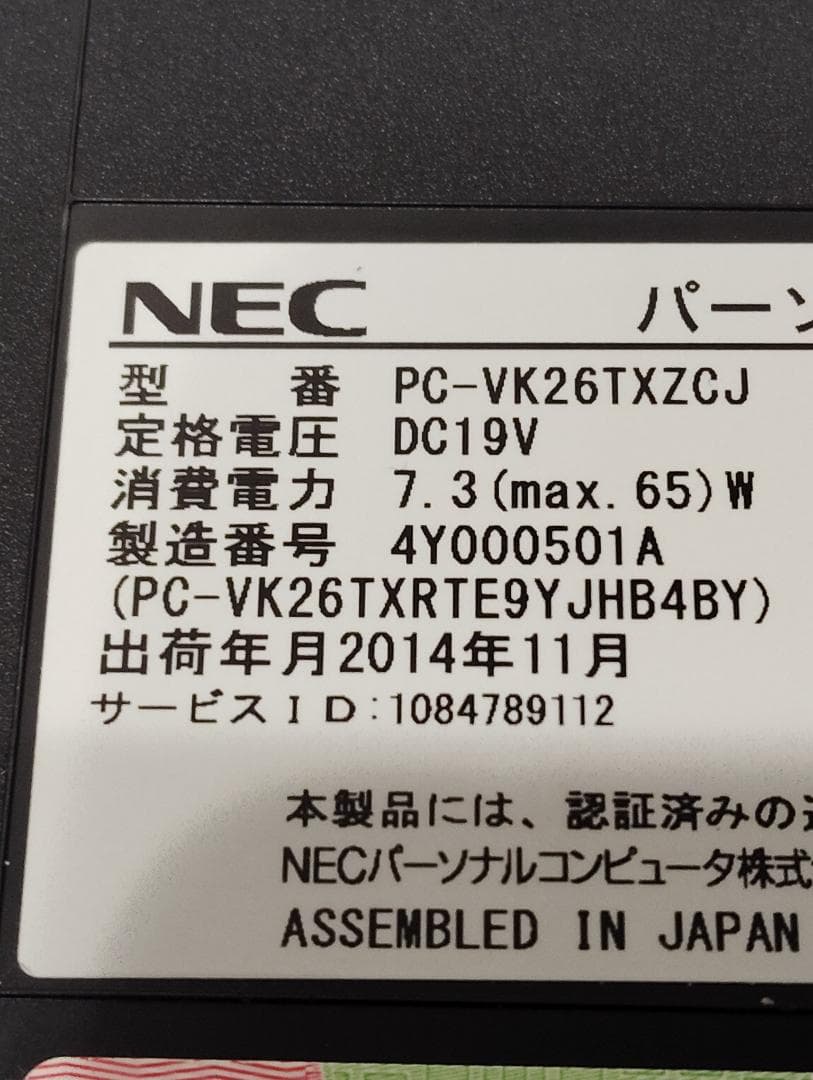 NEC パーソ
型 番 PC-VK26TXZCJ
定格電圧 DC19V
消費電力 7.3(max.65)W
製造番号 4Y000501A
(PC-VK26TXRTE9YJHB4BY)
出荷年月2014年11月
サービスID:1084789112
本製品には、認証済みの
NECパーソナルコンピュータ株式
ASSEMBLED IN JAPAN